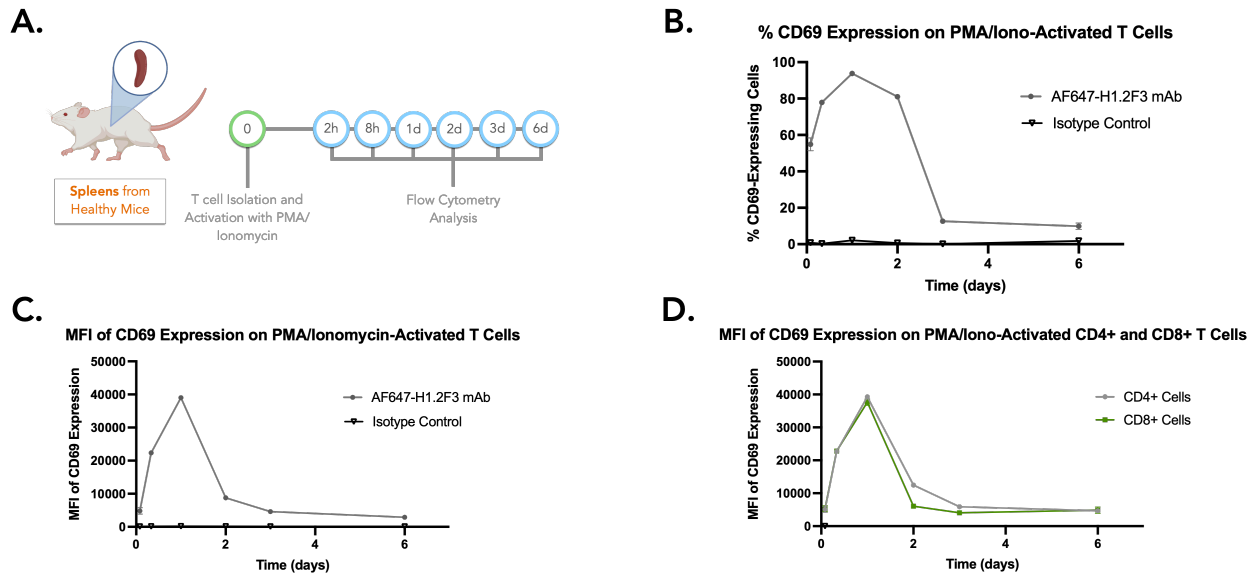 A.
0
2h
8h
1d
2d
3d
6d
Spleens from
Healthy Mice
T cell Isolation and
Activation with PMA/
Ionomycin
Flow Cytometry
Analysis
B.
% CD69 Expression on PMA/Iono-Activated T Cells
% CD69-Expressing Cells
100
80
60
40
20
0
0
2
4
6
Time (days)
AF647-H1.2F3 mAb
Isotype Control
C.
MFI of CD69 Expression on PMA/Ionomycin-Activated T Cells
MFI of CD69 Expression
50000
40000
30000
20000
10000
0
0
2
4
6
Time (days)
AF647-H1.2F3 mAb
Isotype Control
D.
MFI of CD69 Expression on PMA/Iono-Activated CD4+ and CD8+ T Cells
MFI of CD69 Expression
50000
40000
30000
20000
10000
0
0
2
4
6
Time (days)
CD4+ Cells
CD8+ Cells